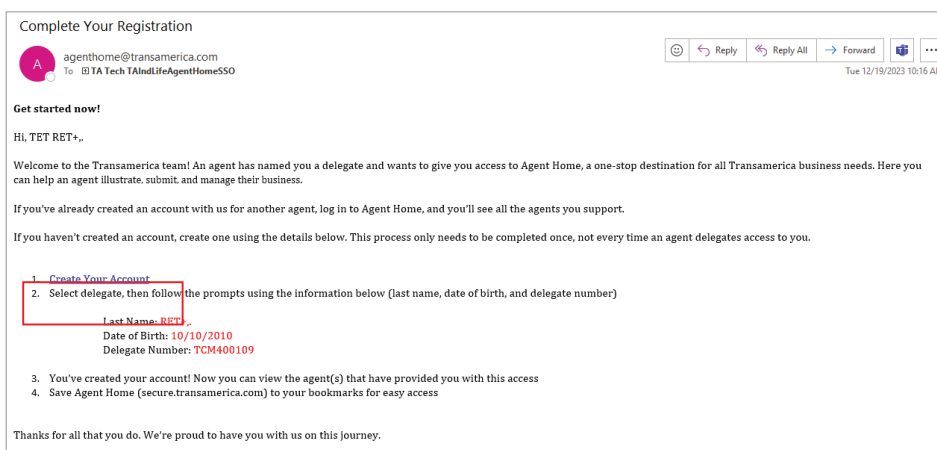 Complete Your Registration
A
agenthome@transamerica.com
To TA Tech TAIndLifeAgentHomeSSO
Reply
Reply All
Forward
Tue 12/19/2023 10:16 A
Get started now!
Hi, TET RET+,.
Welcome to the Transamerica team! An agent has named you a delegate and wants to give you access to Agent Home, a one-stop destination for all Transamerica business needs. Here you
can help an agent illustrate, submit, and manage their business.
If you've already created an account with us for another agent, log in to Agent Home, and you'll see all the agents you support.
If you haven't created an account, create one using the details below. This process only needs to be completed once, not every time an agent delegates access to you.
1. Create Your Account
2. Select delegate, then follow the prompts using the information below (last name, date of birth, and delegate number)
Last Name: RET+,.
Date of Birth: 10/10/2010
Delegate Number: TCM400109
3. You've created your account! Now you can view the agent(s) that have provided you with this access
4. Save Agent Home (secure.transamerica.com) to your bookmarks for easy access
Thanks for all that you do. We're proud to have you with us on this journey.